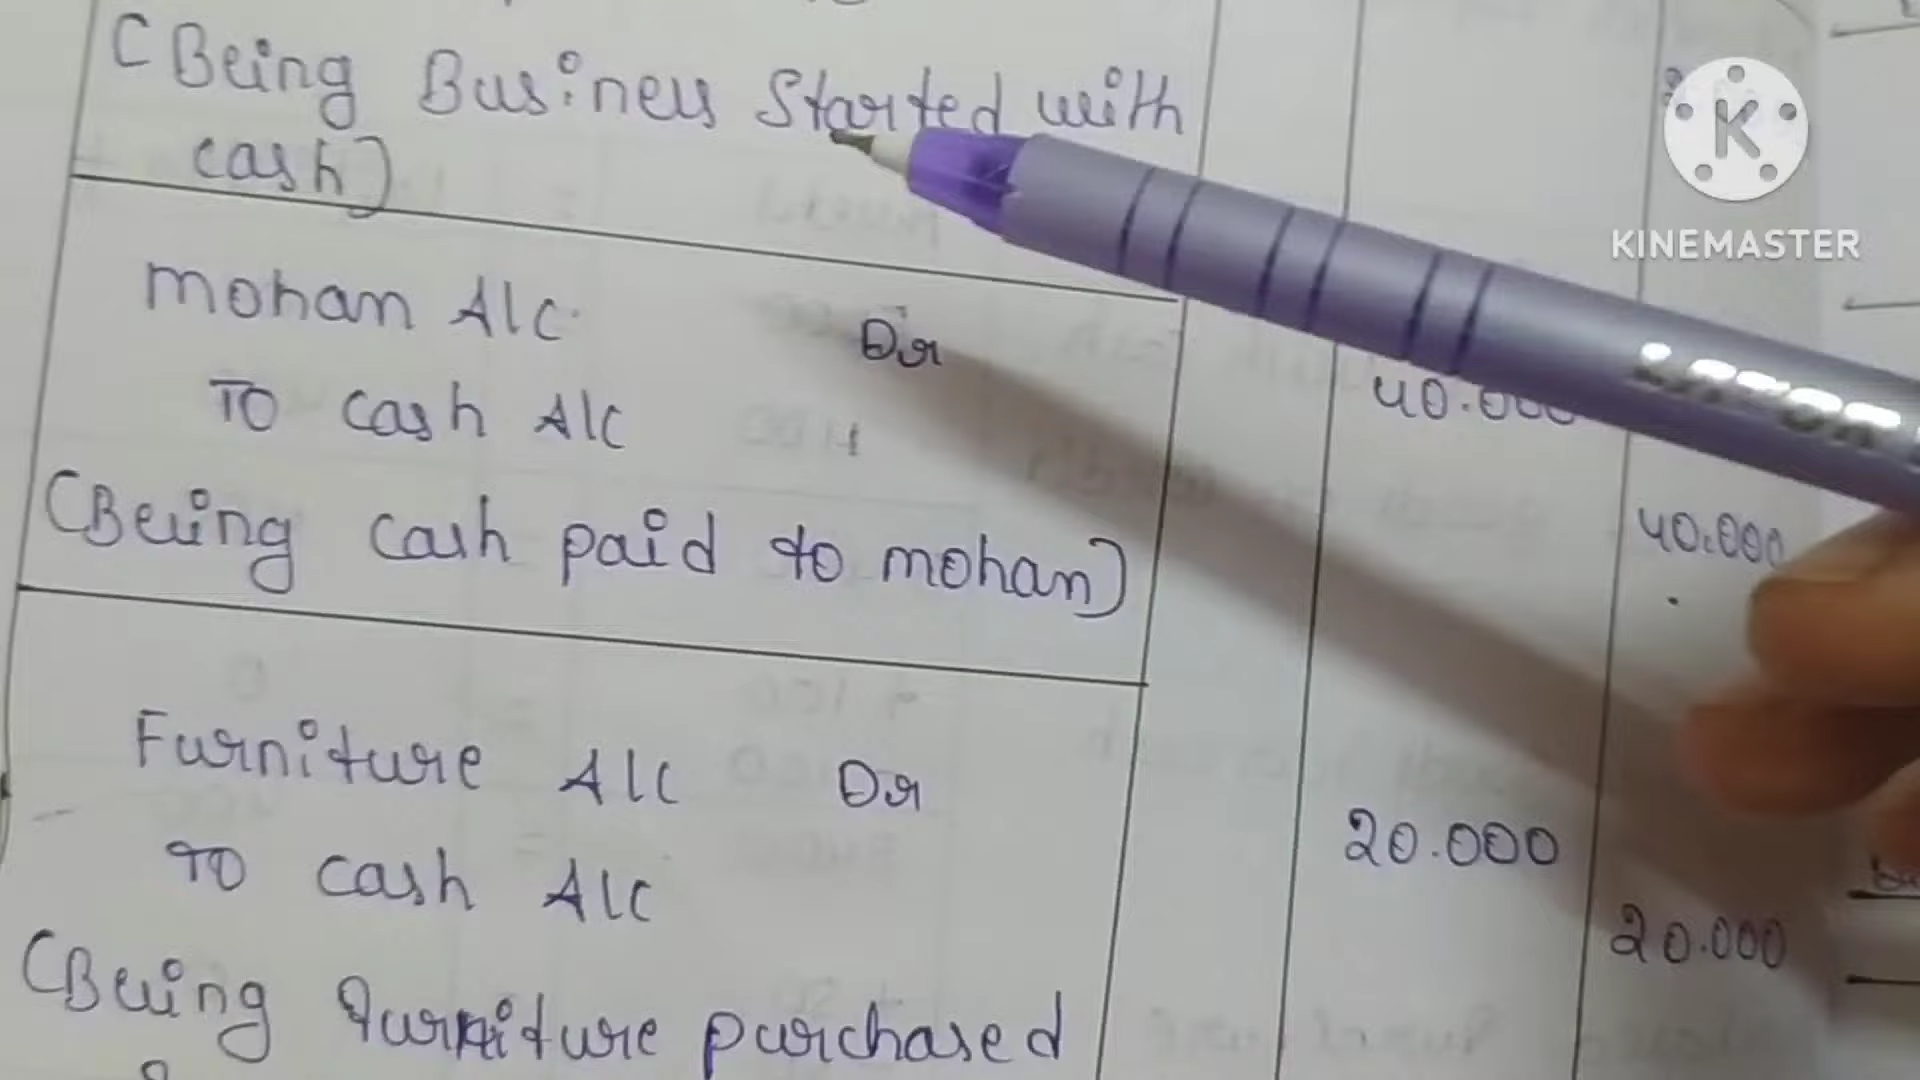 (Being Business Started with
cash)
KINEMASTER
mohan A/c Dr
40.000
To cash A/c
40.000
(Being cash paid to mohan)
Furniture A/c Dr
20.000
To cash A/c
20.000
(Being furniture purchased